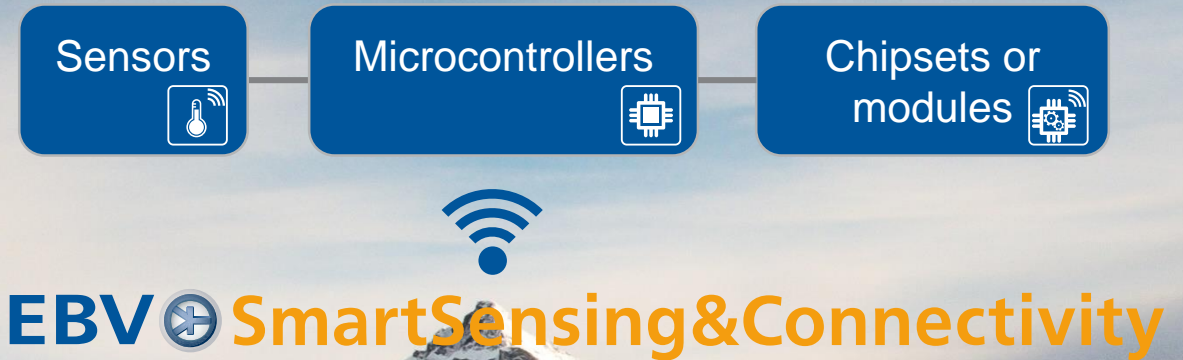 Sensors
Microcontrollers
Chipsets or
modules
EBV SmartSensing&Connectivity